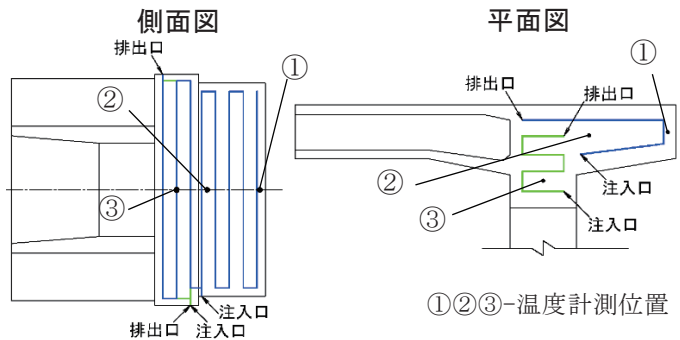 側面図
排出口
①
②
③
注入口
排出口
注入口
平面図
①
排出口
排出口
②
注入口
③
注入口
①②③-温度計測位置